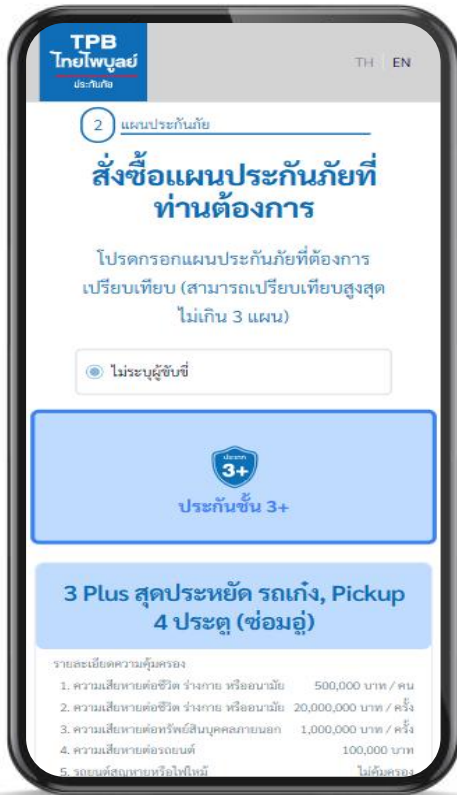 TPB
ไทยไพบูลย์
ประกันภัย
TH EN
2 แผนประกันภัย
สั่งซื้อแผนประกันภัยที่
ท่านต้องการ
โปรดกรอกแผนประกันภัยที่ต้องการ
เปรียบเทียบ (สามารถเปรียบเทียบสูงสุด
ไม่เกิน 3 แผน)
ไม่ระบุผู้ขับขี่
ประเภท
3+
ประกันชั้น 3+
3 Plus สุดประหยัด รถเก๋ง, Pickup
4 ประตู (ซ่อมอู่)
รายละเอียดความคุ้มครอง
1. ความเสียหายต่อชีวิต ร่างกาย หรืออนามัย 500,000 บาท / คน
2. ความเสียหายต่อชีวิต ร่างกาย หรืออนามัย 20,000,000 บาท / ครั้ง
3. ความเสียหายต่อทรัพย์สินบุคคลภายนอก 1,000,000 บาท / ครั้ง
4. ความเสียหายต่อรถยนต์ 100,000 บาท
5. รถยนต์สูญหายหรือไฟไหม้ ไม่คุ้มครอง